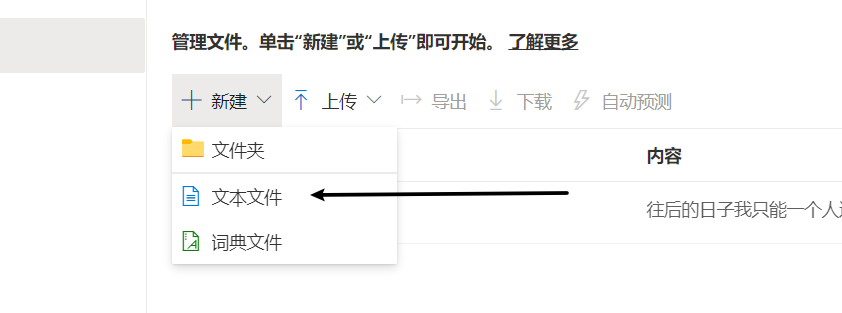 管理文件。单击“新建”或“上传”即可开始。 了解更多
新建 上传 导出 下载 自动预测
文件夹
内容
文本文件
往后的日子我只能一个人
词典文件